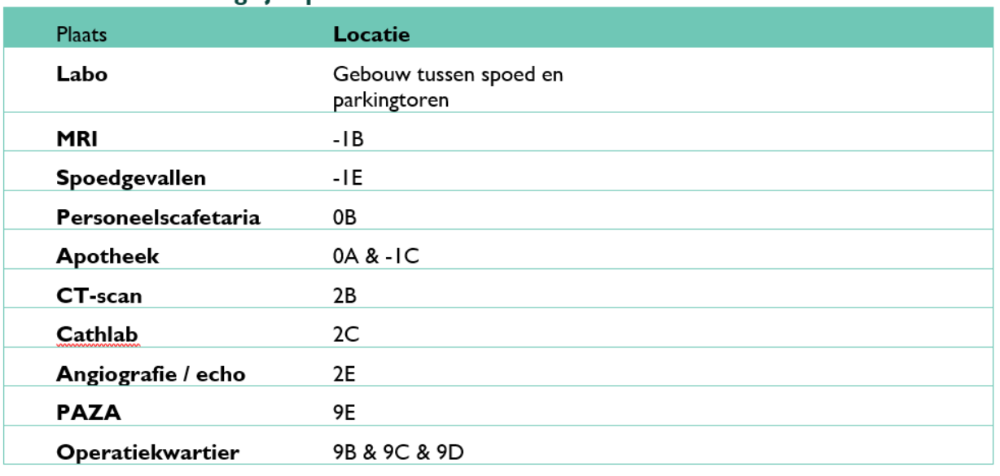 Plaats Locatie
Labo Gebouw tussen spoed en
parkingtoren
MRI -1B
Spoedgevallen -1E
Personeelscafetaria 0B
Apotheek 0A & -1C
CT-scan 2B
Cathlab 2C
Angiografie / echo 2E
PAZA 9E
Operatiekwartier 9B & 9C & 9D